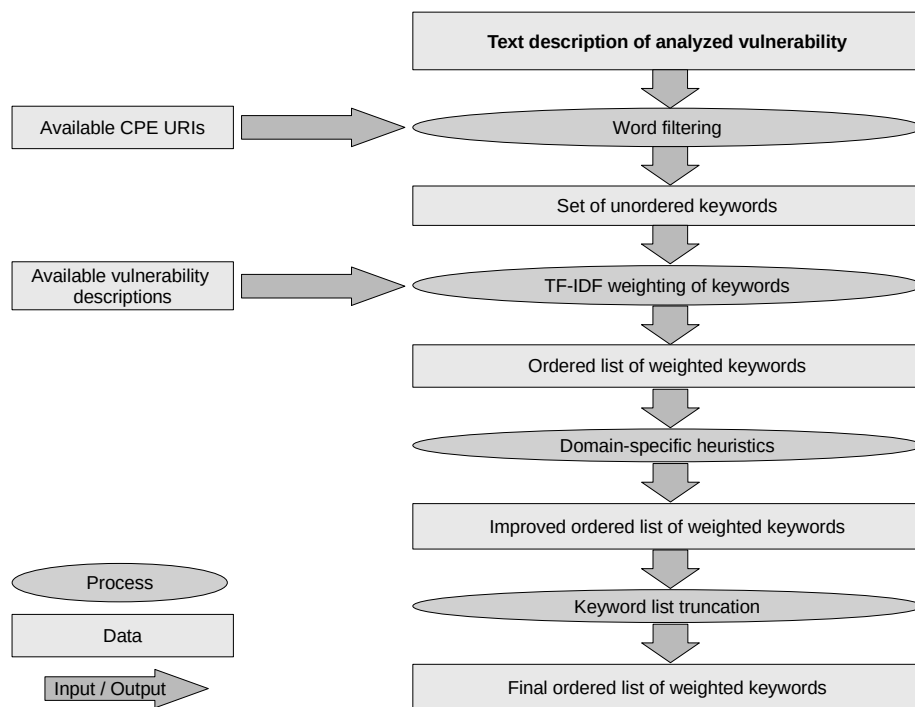 Text description of analyzed vulnerability
Available CPE URIs
Word filtering
Set of unordered keywords
Available vulnerability
descriptions
TF-IDF weighting of keywords
Ordered list of weighted keywords
Domain-specific heuristics
Improved ordered list of weighted keywords
Process
Keyword list truncation
Data
Input / Output
Final ordered list of weighted keywords